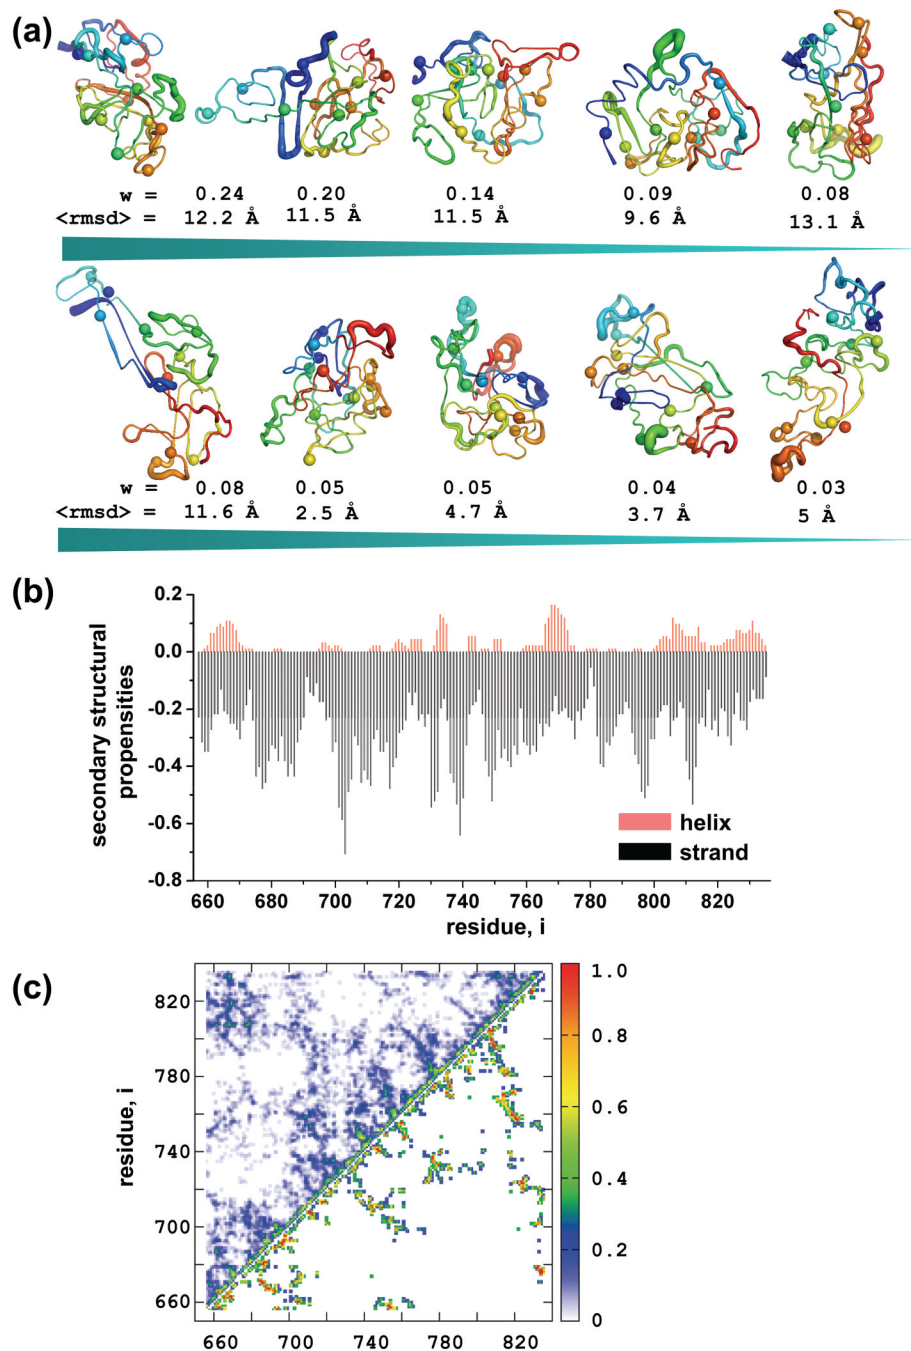 (a)
w = 0.24 0.20 0.14 0.09 0.08
<rmsd> = 12.2 Å 11.5 Å 11.5 Å 9.6 Å 13.1 Å
w = 0.08 0.05 0.05 0.04 0.03
<rmsd> = 11.6 Å 2.5 Å 4.7 Å 3.7 Å 5 Å
(b)
secondary structural
propensities
0.2
0.0
-0.2
-0.4
-0.6
-0.8
helix
strand
660 680 700 720 740 760 780 800 820
residue, i
(c)
residue, i
820
780
740
700
660
660 700 740 780 820
1.0
0.8
0.6
0.4
0.2
0